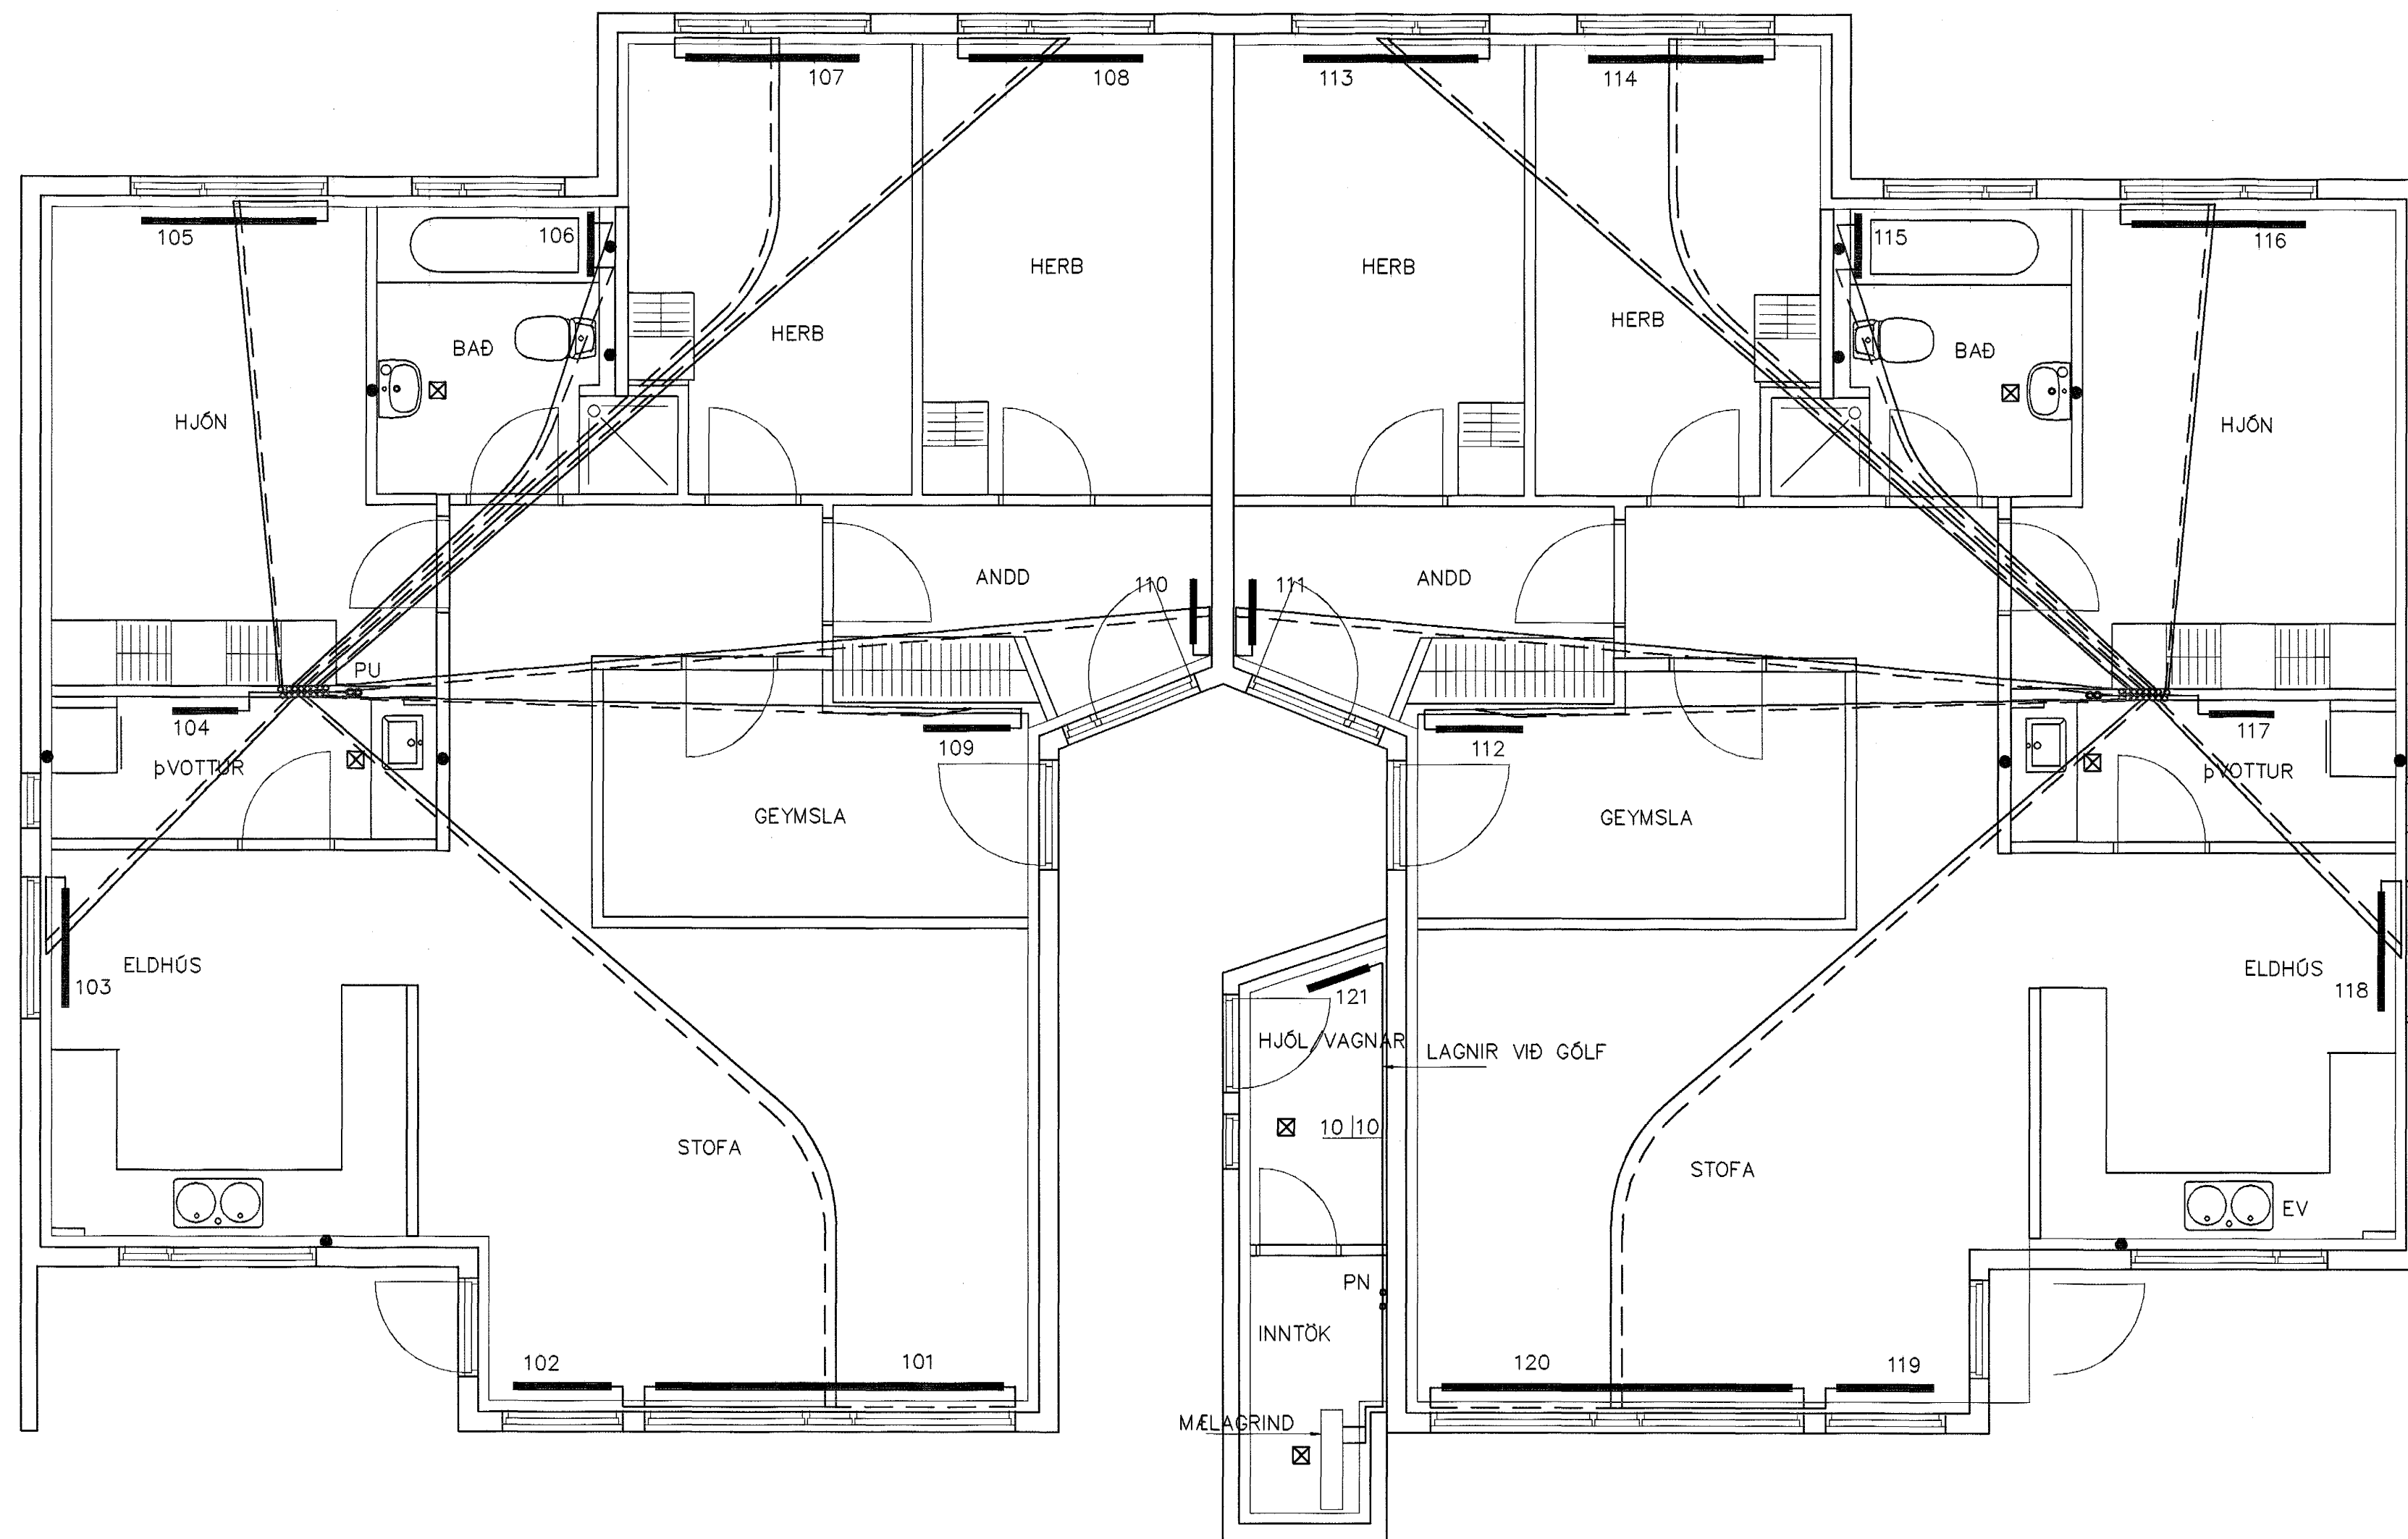 107
108
113
114
105
106
115
116
HERB
HERB
HERB
HERB
BAÐ
BAÐ
HJÓN
HJÓN
ANDD
ANDD
110
111
PU
104
109
112
117
ÞVOTTUR
ÞVOTTUR
GEYMSLA
GEYMSLA
ELDHÚS
ELDHÚS
103
121
118
HJÓL/VAGNAR
LAGNIR VIÐ GÓLF
10 |10
STOFA
STOFA
EV
PN
INNTÖK
102
101
120
119
MÆLAGRIND